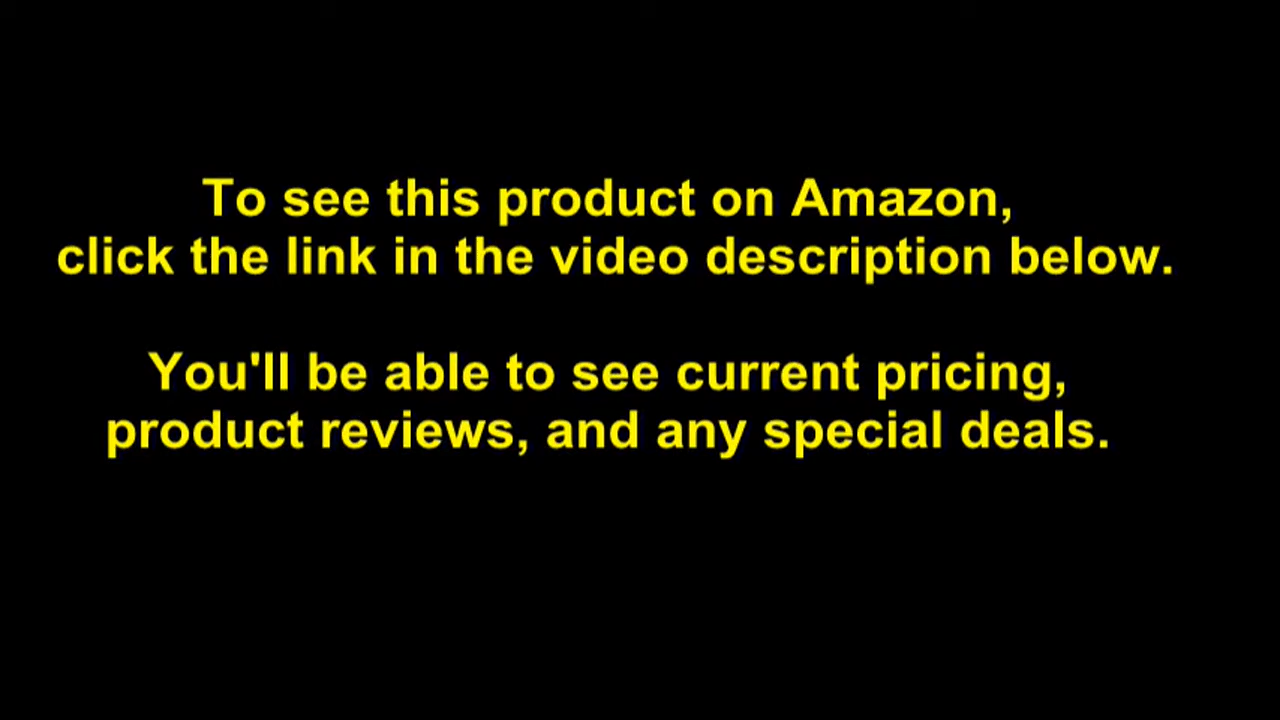 To see this product on Amazon,
click the link in the video description below.
You'll be able to see current pricing,
product reviews, and any special deals.